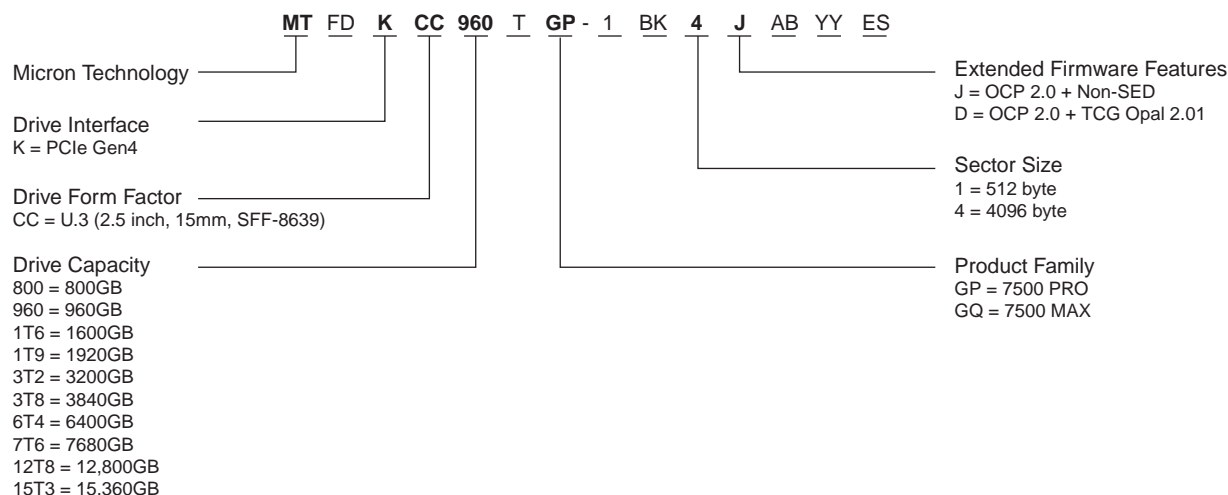 MT FD K CC 960 T GP - 1 BK 4 J AB YY ES
Micron Technology
Drive Interface
K = PCIe Gen4
Drive Form Factor
CC = U.3 (2.5 inch, 15mm, SFF-8639)
Drive Capacity
800 = 800GB
960 = 960GB
1T6 = 1600GB
1T9 = 1920GB
3T2 = 3200GB
3T8 = 3840GB
6T4 = 6400GB
7T6 = 7680GB
12T8 = 12,800GB
15T3 = 15,360GB
Extended Firmware Features
J = OCP 2.0 + Non-SED
D = OCP 2.0 + TCG Opal 2.01
Sector Size
1 = 512 byte
4 = 4096 byte
Product Family
GP = 7500 PRO
GQ = 7500 MAX